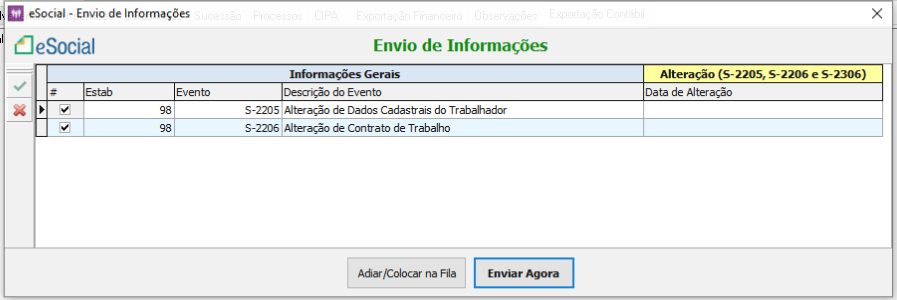 eSocial - Envio de Informações
Sucessão Processos CIPA Exportação Financeiro Observações Exportação Contábil
eSocial
Envio de Informações
Informações Gerais Alteração (S-2205, S-2206 e S-2306)
# Estab Evento Descrição do Evento Data de Alteração
98 S-2205 Alteração de Dados Cadastrais do Trabalhador
98 S-2206 Alteração de Contrato de Trabalho
Adiar/Colocar na Fila Enviar Agora